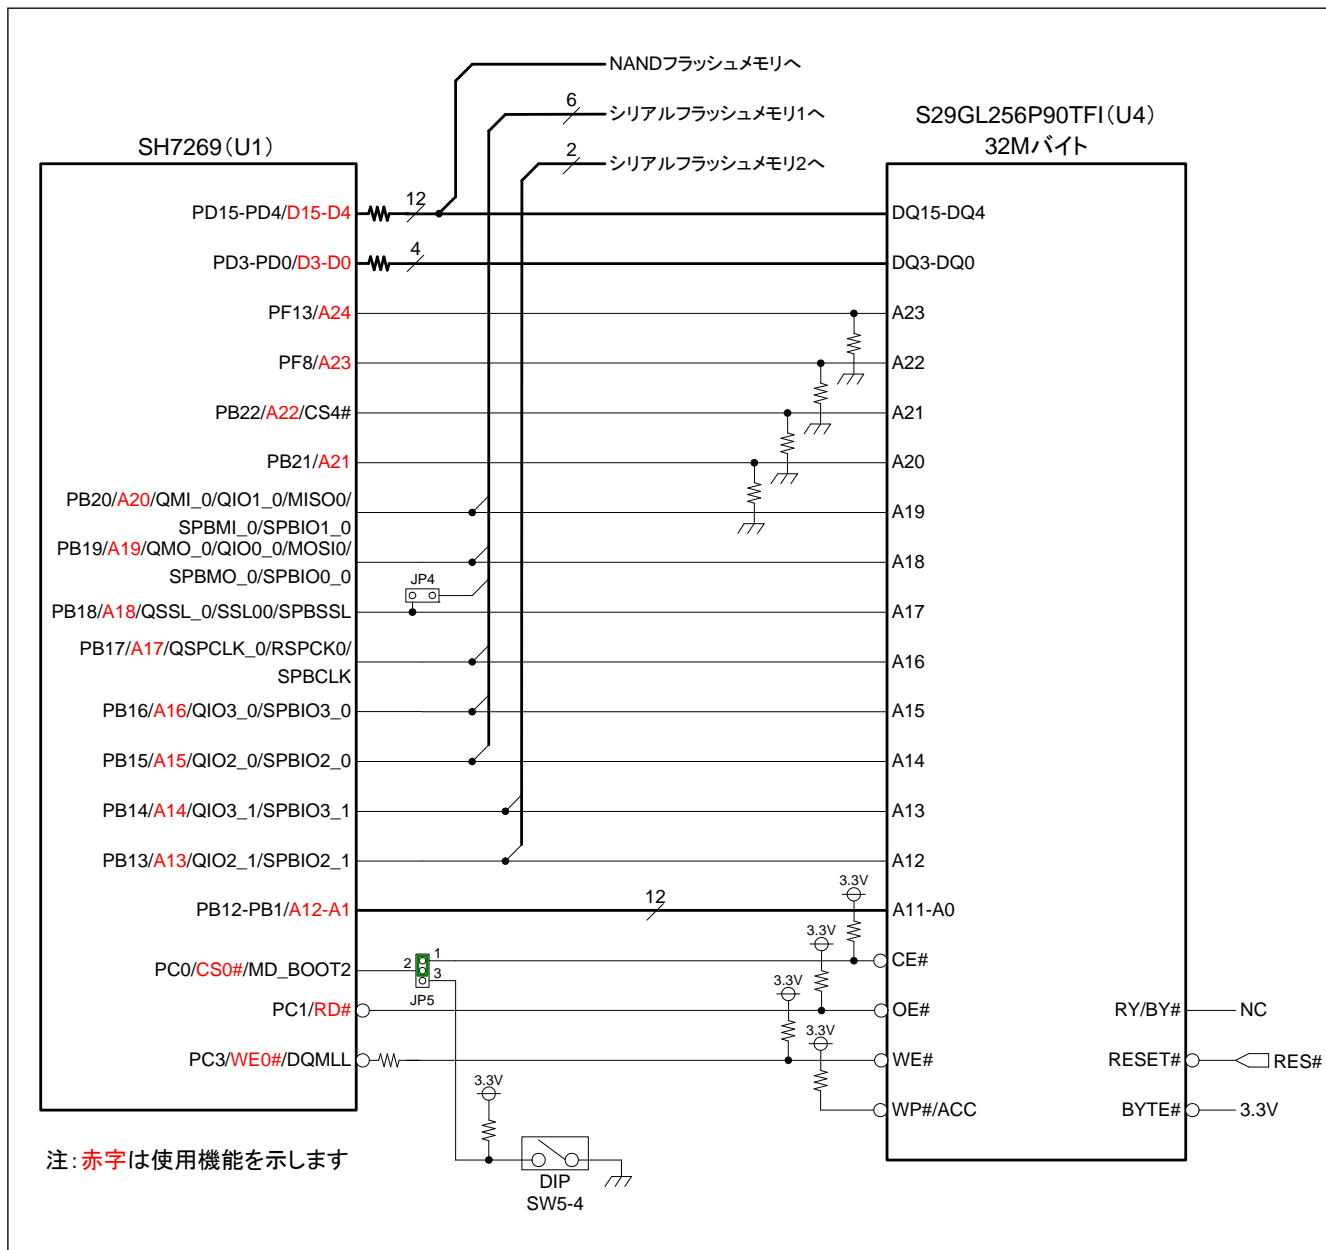 NANDフラッシュメモリへ
6
シリアルフラッシュメモリ1へ
2
シリアルフラッシュメモリ2へ
SH7269(U1)
S29GL256P90TFI(U4)
32Mバイト
PD15-PD4/D15-D4
12
DQ15-DQ4
PD3-PD0/D3-D0
4
DQ3-DQ0
PF13/A24
A23
PF8/A23
A22
PB22/A22/CS4#
A21
PB21/A21
A20
PB20/A20/QMI_0/QIO1_0/MISO0/
SPBMI_0/SPBIO1_0
A19
PB19/A19/QMO_0/QIO0_0/MOSI0/
SPBMO_0/SPBIO0_0
A18
JP4
PB18/A18/QSSL_0/SSL00/SPBSSL
A17
PB17/A17/QSPCLK_0/RSPCK0/
SPBCLK
A16
PB16/A16/QIO3_0/SPBIO3_0
A15
PB15/A15/QIO2_0/SPBIO2_0
A14
PB14/A14/QIO3_1/SPBIO3_1
A13
PB13/A13/QIO2_1/SPBIO2_1
A12
PB12-PB1/A12-A1
12
A11-A0
3.3V
PC0/CS0#/MD_BOOT2
2
1
3
JP5
CE#
3.3V
PC1/RD#
OE#
3.3V
RY/BY#
NC
PC3/WE0#/DQMLL
WE#
3.3V
RESET#
RES#
WP#/ACC
BYTE#
3.3V
3.3V
DIP
SW5-4
注:赤字は使用機能を示します